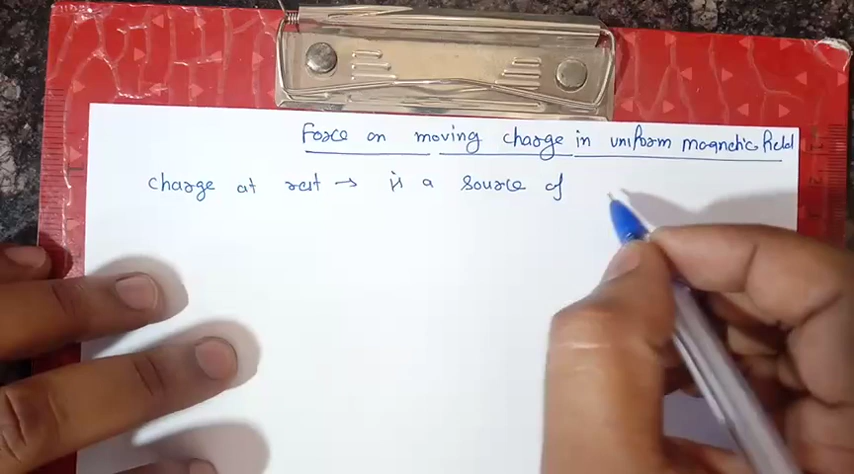 Force on moving charge in uniform magnetic field
charge at rest → is a source of